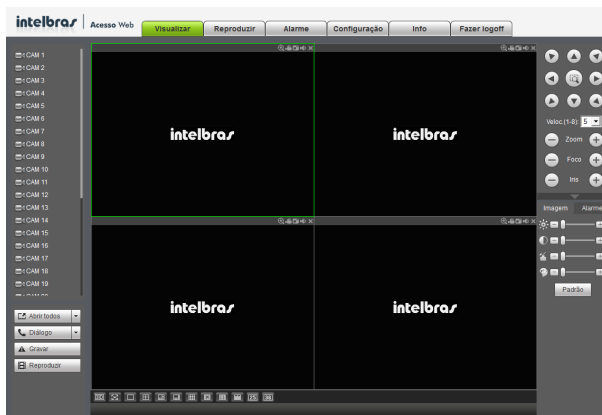 intelbras
Acesso Web
Visualizar
Reproduzir
Alarme
Configuração
Info
Fazer logoff
CAM 1
CAM 2
CAM 3
CAM 4
CAM 5
CAM 6
CAM 7
CAM 8
CAM 9
CAM 10
CAM 11
CAM 12
CAM 13
CAM 14
CAM 15
CAM 16
CAM 17
CAM 18
CAM 19
Abrir todos
Diálogo
Gravar
Reproduzir
intelbras
intelbras
intelbras
intelbras
25
36
Veloc.(1-8): 5
Zoom
Foco
Iris
Imagem
Alarme
Padrão